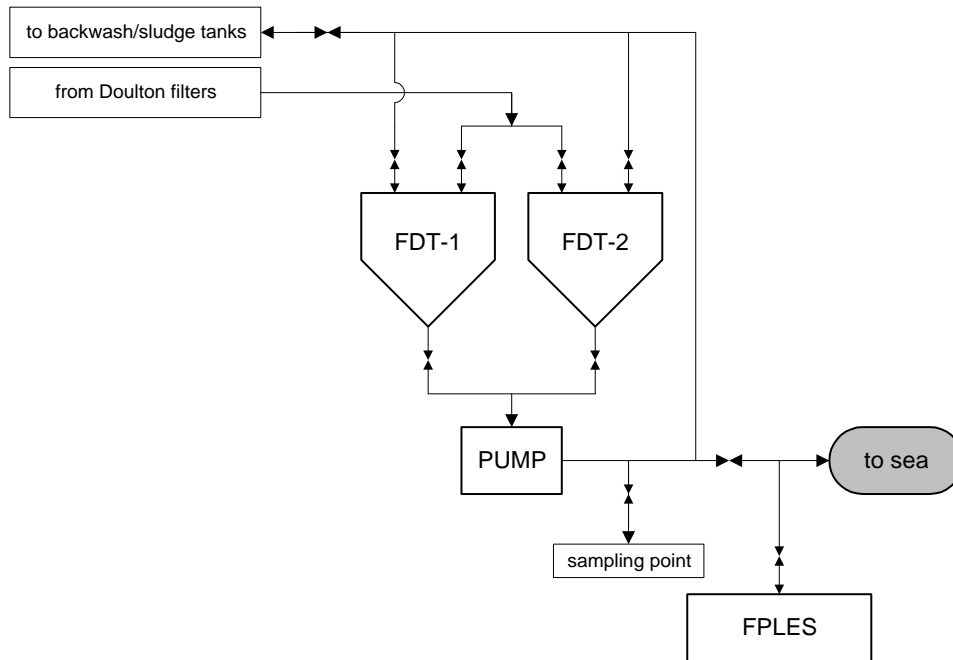 to backwash/sludge tanks
from Doulton filters
FDT-1
FDT-2
PUMP
to sea
sampling point
FPLES